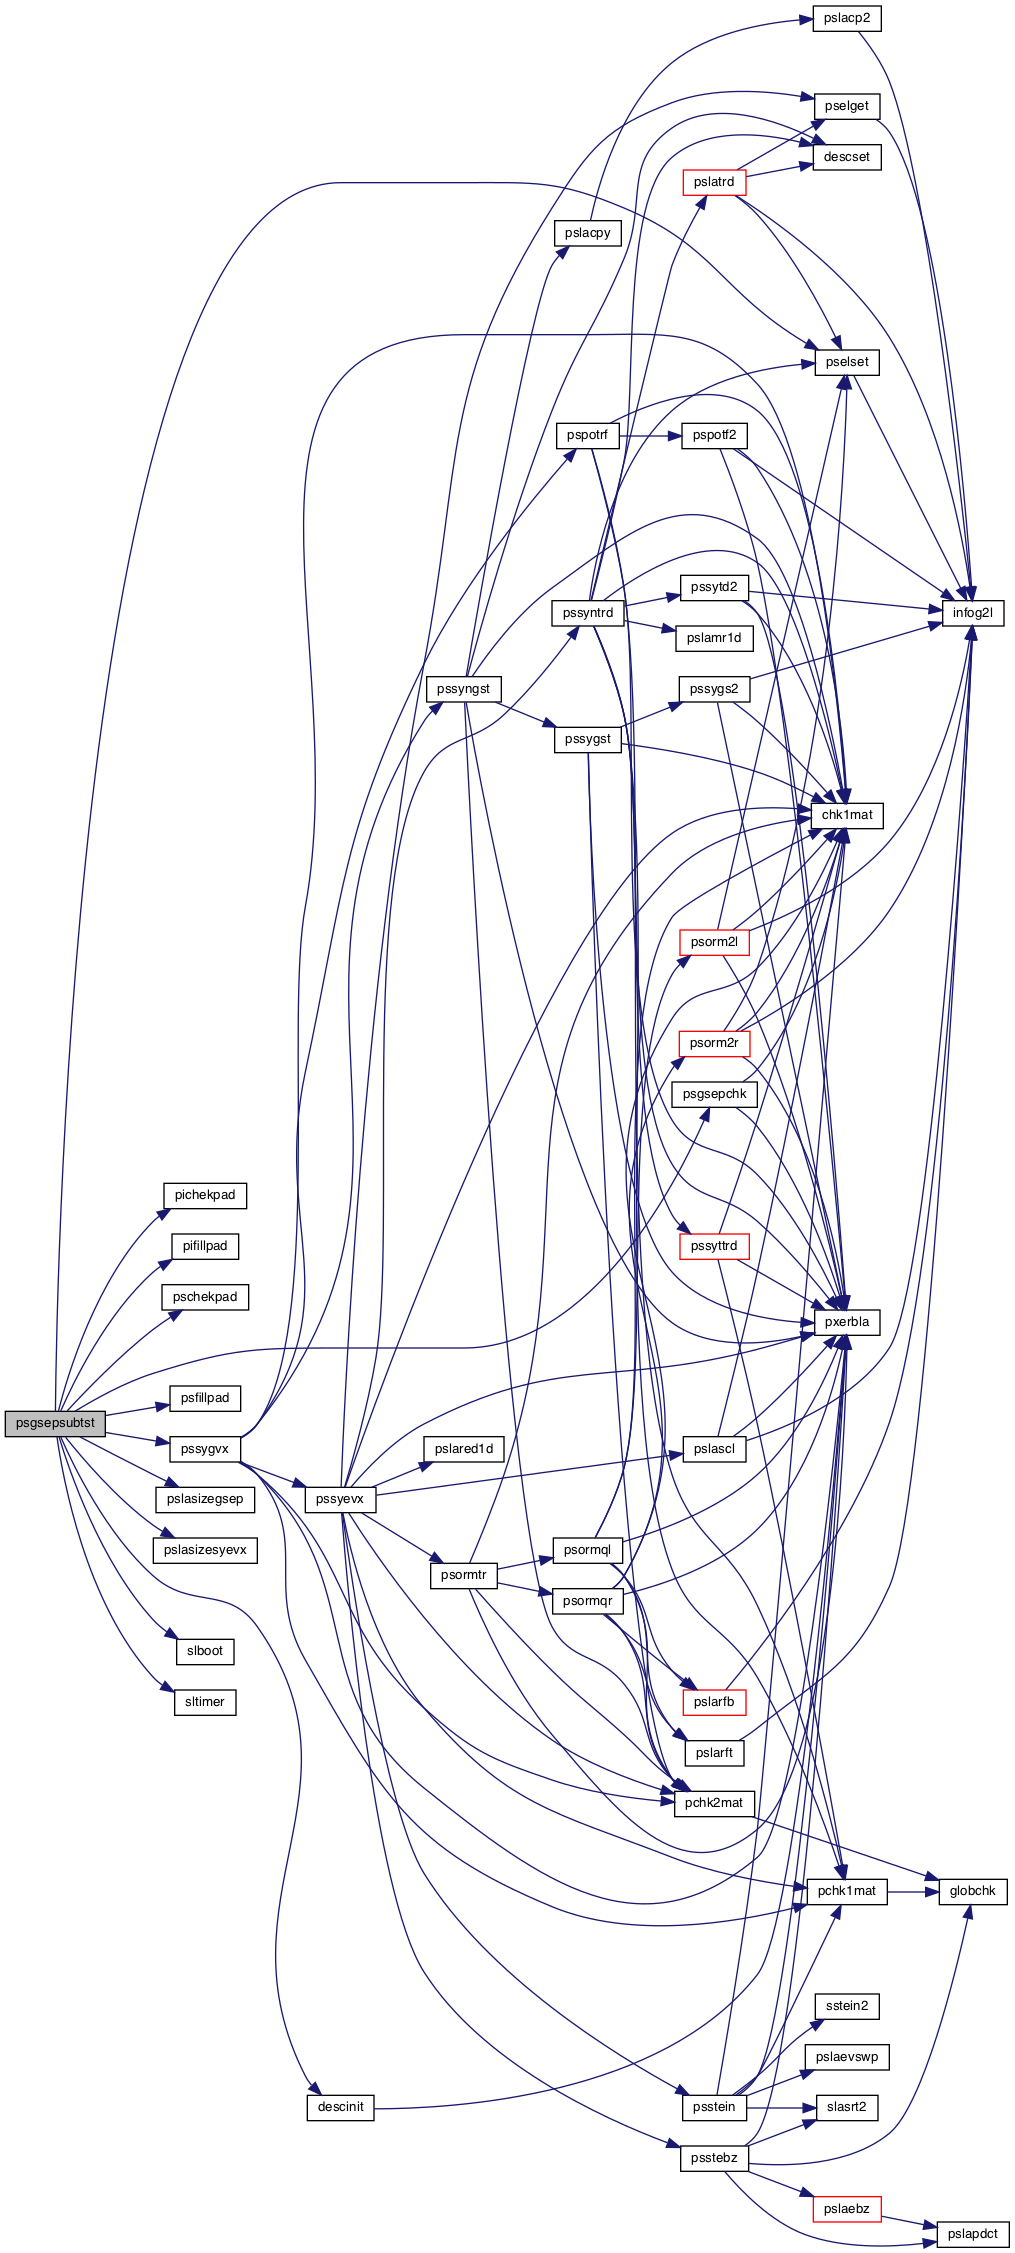 pslacp2
pselget
descset
pslatrd
pslacpy
pselset
pspotrf
pspotf2
pssytd2
infog2l
pssyntrd
pslamr1d
pssyngst
pssygs2
pssygst
chk1mat
psorm2l
psorm2r
psgsepchk
pichekpad
pifillpad
pssyttrd
pschekpad
pxerbla
psfillpad
psgsepsubtst
pssygvx
pslared1d
pslascl
pslasizegsep
pssyevx
pslasizesyevx
psormql
psormtr
psormqr
slboot
sltimer
pslarfb
pslarft
pchk2mat
pchk1mat
globchk
sstein2
pslaevswp
descinit
psstein
slasrt2
psstebz
pslaebz
pslapdct